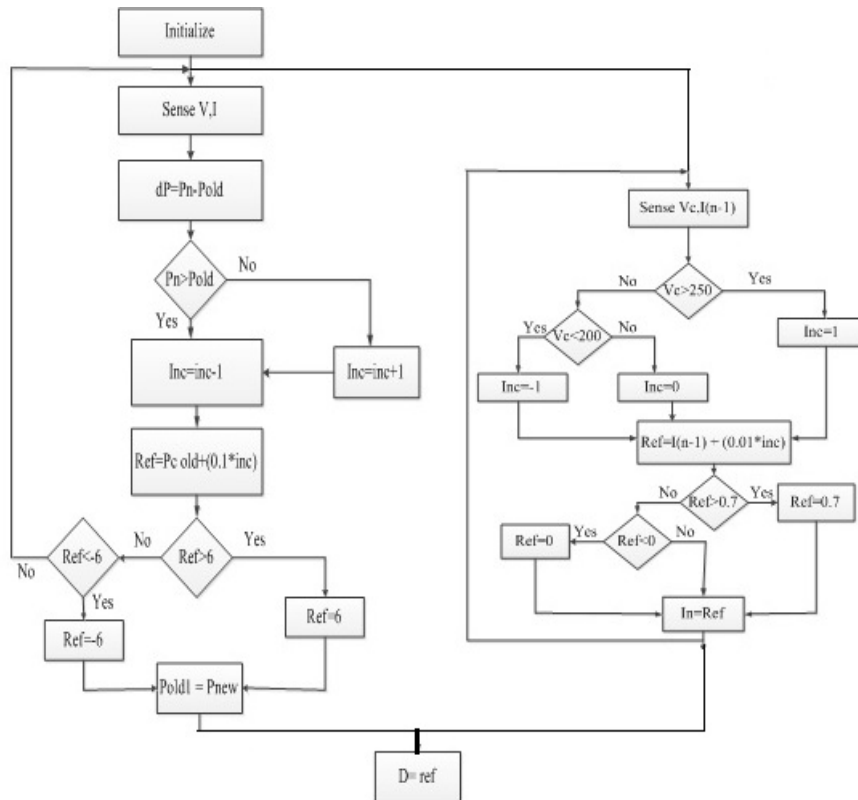 Initialize
Sense V,I
dP=Pn-Pold
Pn>Pold
No
Yes
Inc=inc-1
Inc=inc+1
Ref=Pc old+(0.1*inc)
Ref>6
No
Yes
Ref<-6
No
Yes
Ref=6
Ref=-6
Pold1 = Pnew
Sense Vc,I(n-1)
Vc>250
No
Yes
Vc<200
Yes
No
Inc=1
Inc=-1
Inc=0
Ref=I(n-1) + (0.01*inc)
Ref>0.7
No
Yes
Ref=0.7
Ref<0
Yes
No
Ref=0
In=Ref
D= ref